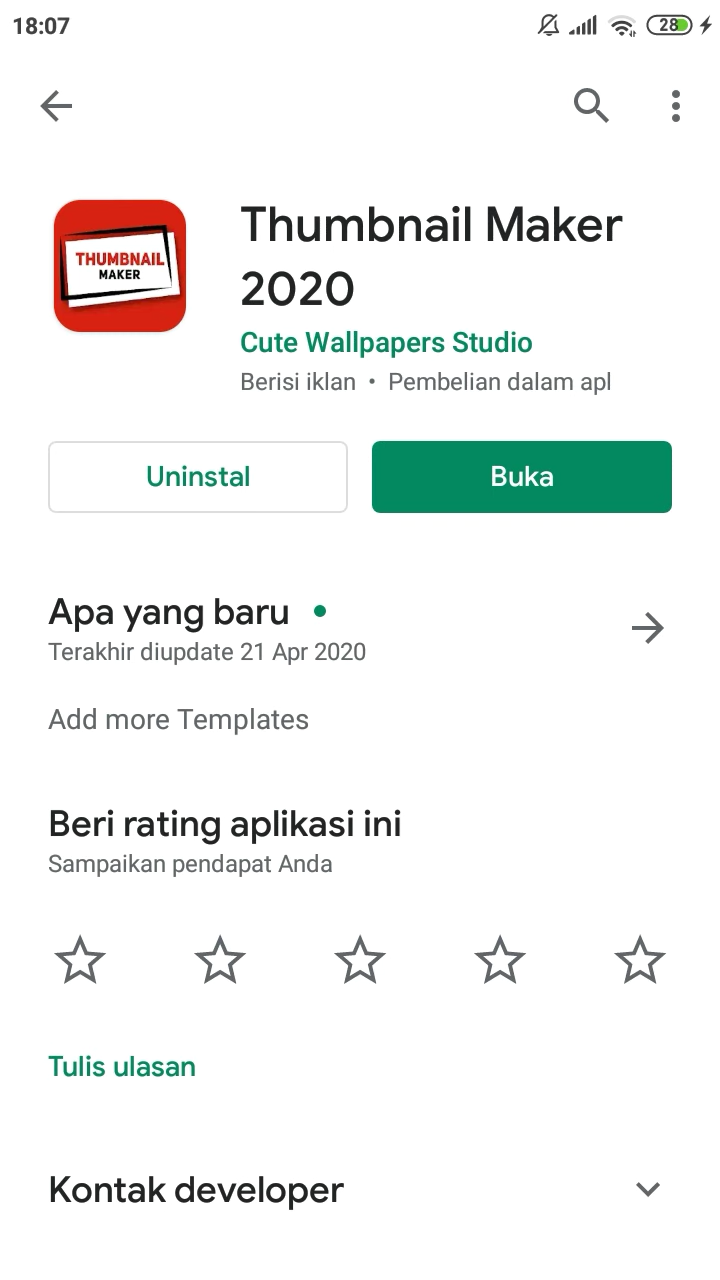 18:07
28
THUMBNAIL
MAKER
Thumbnail Maker
2020
Cute Wallpapers Studio
Berisi iklan • Pembelian dalam apl
Uninstal
Buka
Apa yang baru
Terakhir diupdate 21 Apr 2020
Add more Templates
Beri rating aplikasi ini
Sampaikan pendapat Anda
Tulis ulasan
Kontak developer